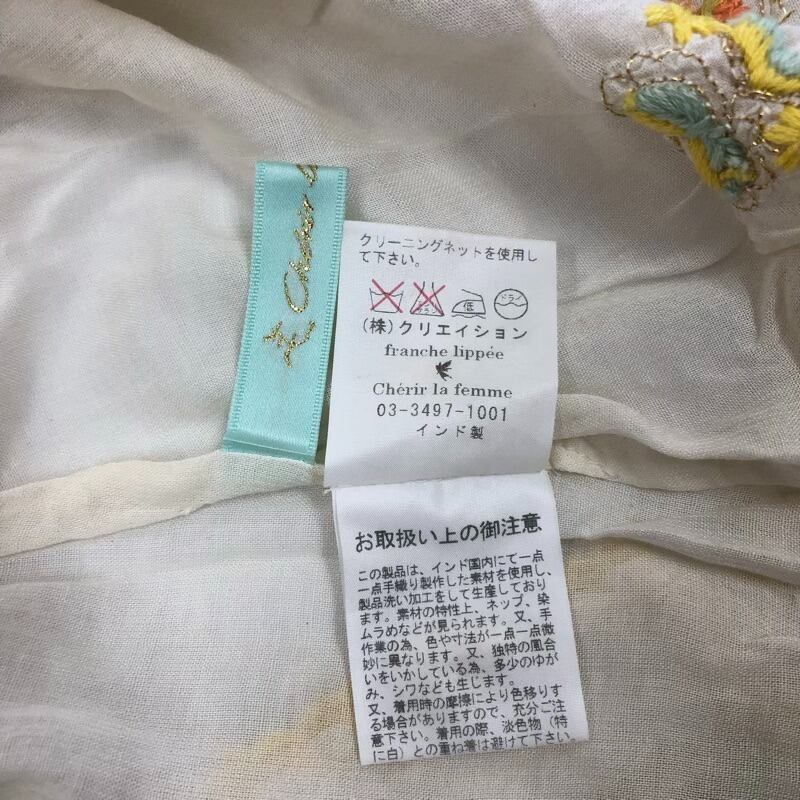 Chérir
クリーニングネットを使用し
て下さい。
低
ドライ
(株)クリエイション
franche lippée
Chérir la femme
03-3497-1001
インド製
お取扱い上の御注意
この製品は、インド国内にて一点
一点手織り製作した素材を使用し、
製品洗い加工をして生産しており
ます。素材の特性上、ネップ、染
ムラめなどが見られます。又、手
作業の為、色や寸法が一点一点微
妙に異なります。又、独特の風合
いをいかしている為、多少のゆが
み、シワなども生じます。
又、着用時の摩擦により色移りす
る場合がありますので、充分ご注
意下さい。着用の際、淡色物(特
に白)との重ね着は避けて下さい。